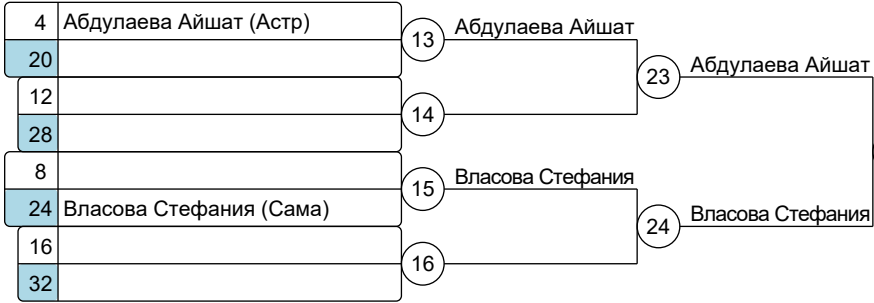 4 Абдулаева Айшат (Астр)
13 Абдулаева Айшат
20
23 Абдулаева Айшат
12
14
28
8
15 Власова Стефания
24 Власова Стефания (Сама)
24 Власова Стефания
16
16
32